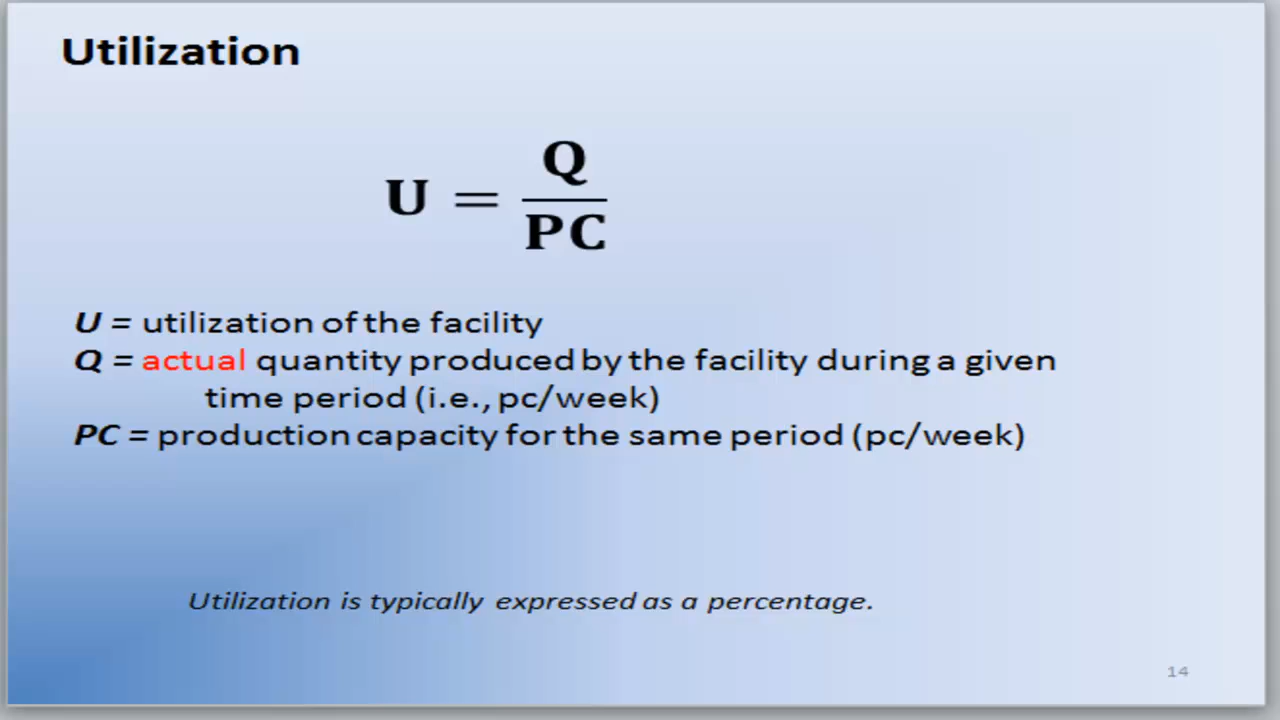 Utilization
U = Q / PC
U = utilization of the facility
Q = actual quantity produced by the facility during a given
time period (i.e., pc/week)
PC = production capacity for the same period (pc/week)
Utilization is typically expressed as a percentage.
14